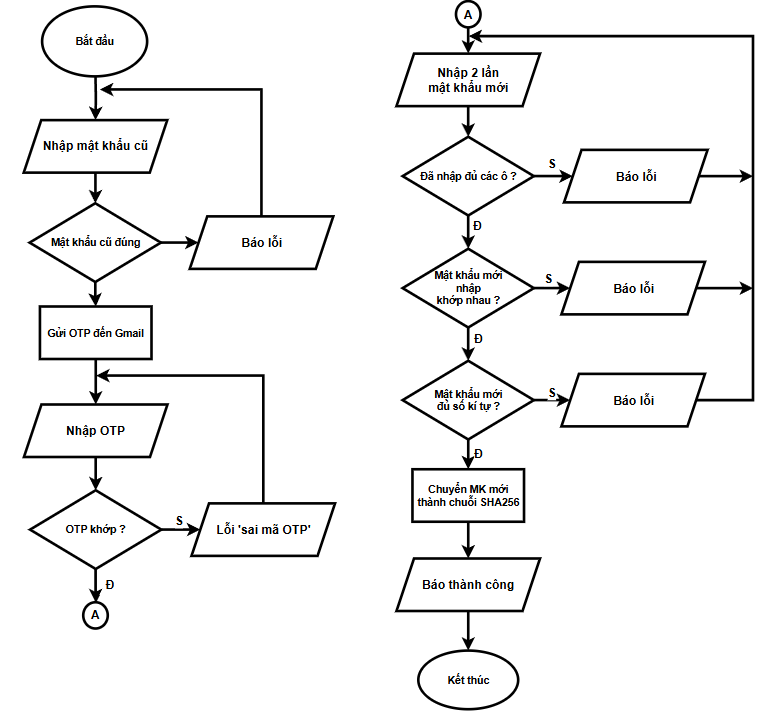 Bắt đầu
Nhập mật khẩu cũ
Mật khẩu cũ đúng
Báo lỗi
Gửi OTP đến Gmail
Nhập OTP
OTP khớp ?
S
Lỗi 'sai mã OTP'
Đ
A
A
Nhập 2 lần
mật khẩu mới
Đã nhập đủ các ô ?
S
Báo lỗi
Đ
Mật khẩu mới
nhập
khớp nhau ?
S
Báo lỗi
Đ
Mật khẩu mới
đủ số kí tự ?
S
Báo lỗi
Đ
Chuyển MK mới
thành chuỗi SHA256
Báo thành công
Kết thúc